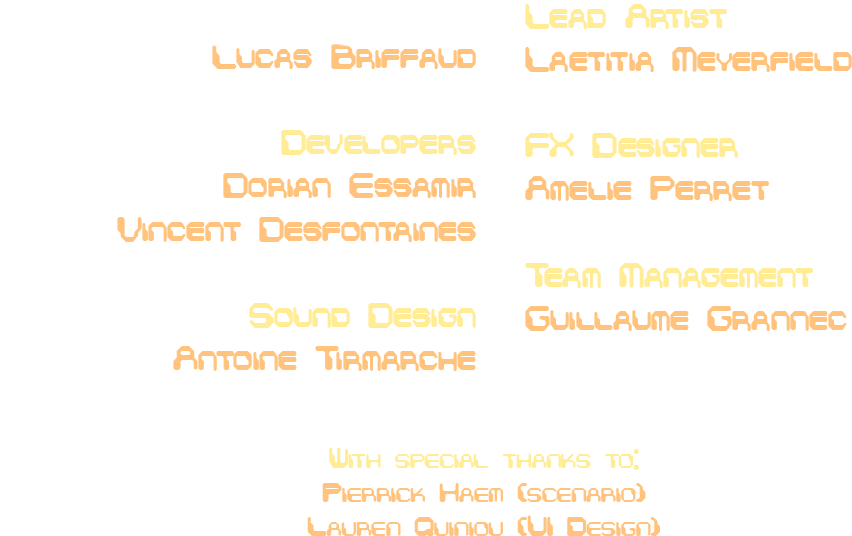 Lucas Briffaud
Developers
Dorian Essamir
Vincent Desfontaines
Sound Design
Antoine Tirmarche
Lead Artist
Laetitia Meyerfield
FX Designer
Amelie Perret
Team Management
Guillaume Grannec
With special thanks to:
Pierrick Haem (scenario)
Lauren Quiniou (UI Design)